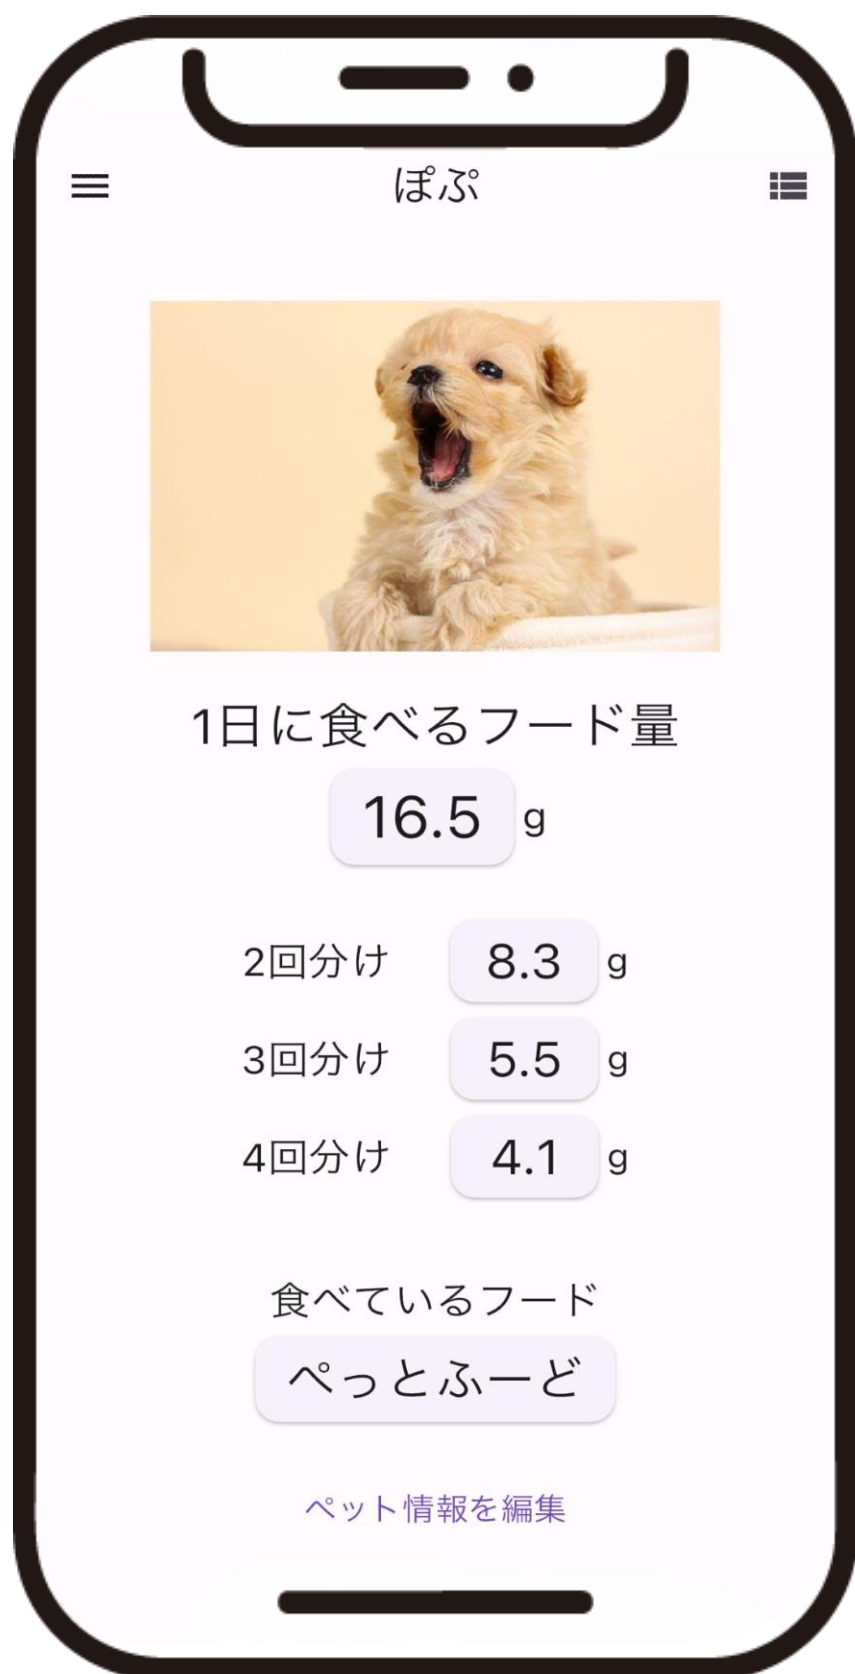 ぽぷ
1日に食べるフード量
16.5 g
2回分け 8.3 g
3回分け 5.5 g
4回分け 4.1 g
食べているフード
ぺっとふーど
ペット情報を編集